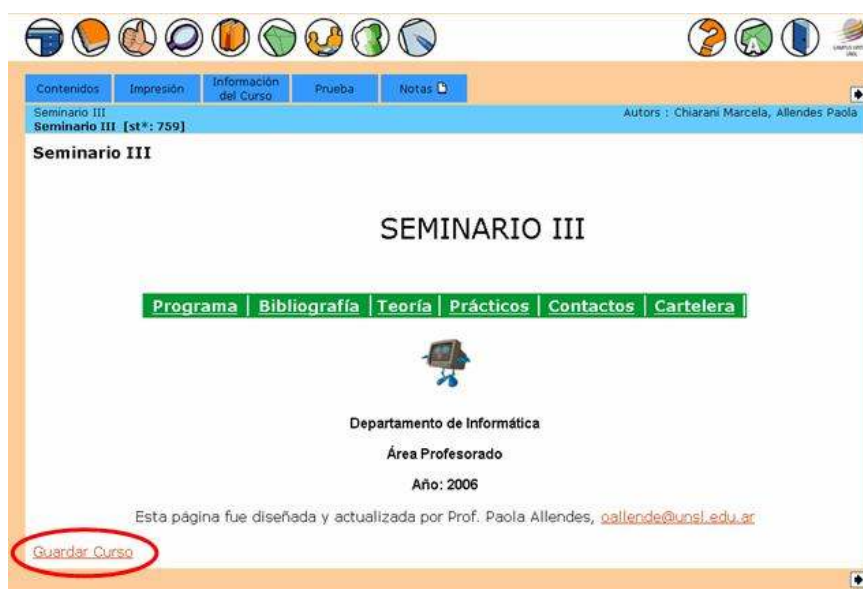 Contenidos
Impresión
Información
del Curso
Prueba
Notas
Seminario III
Autors : Chiarani Marcela, Allendes Paola
Seminario III [st*: 759]
Seminario III
SEMINARIO III
Programa | Bibliografía | Teoría | Prácticos | Contactos | Cartelera |
Departamento de Informática
Área Profesorado
Año: 2006
Esta página fue diseñada y actualizada por Prof. Paola Allendes, oallende@unsl.edu.ar
Guardar Curso